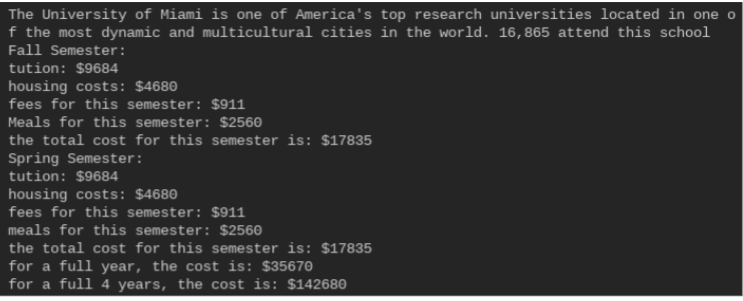 The University of Miami is one of America's top research universities located in one o
f the most dynamic and multicultural cities in the world. 16,865 attend this school
Fall Semester:
tution: $9684
housing costs: $4680
fees for this semester: $911
Meals for this semester: $2560
the total cost for this semester is: $17835
Spring Semester:
tution: $9684
housing costs: $4680
fees for this semester: $911
meals for this semester: $2560
the total cost for this semester is: $17835
for a full year, the cost is: $35670
for a full 4 years, the cost is: $142680